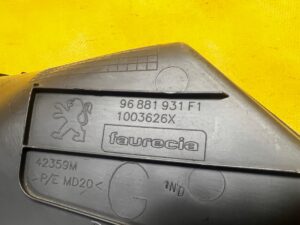 96 881 931 F1
1003626X
faurecia
42359M
>P/E MD20<
G
IND